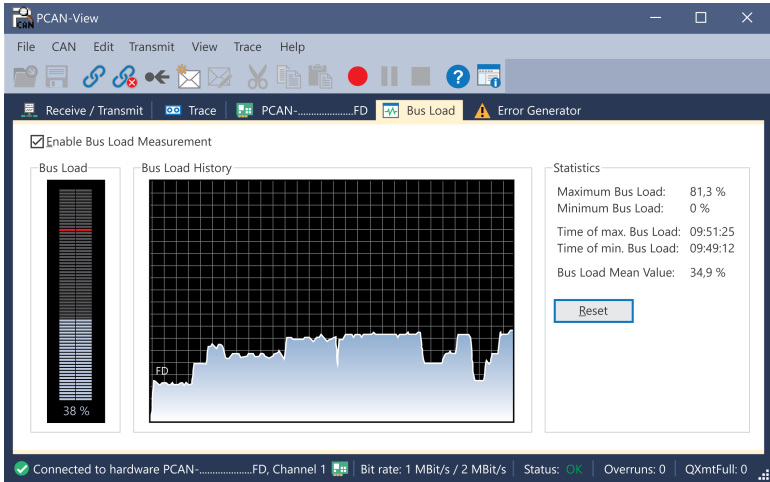 PCAN-View
File CAN Edit Transmit View Trace Help
Receive / Transmit Trace PCAN-.....................FD Bus Load Error Generator
Enable Bus Load Measurement
Bus Load
38 %
Bus Load History
FD
Statistics
Maximum Bus Load: 81,3 %
Minimum Bus Load: 0 %
Time of max. Bus Load: 09:51:25
Time of min. Bus Load: 09:49:12
Bus Load Mean Value: 34,9 %
Reset
Connected to hardware PCAN-....................FD, Channel 1 Bit rate: 1 MBit/s / 2 MBit/s Status: OK Overruns: 0 QXmtFull: 0